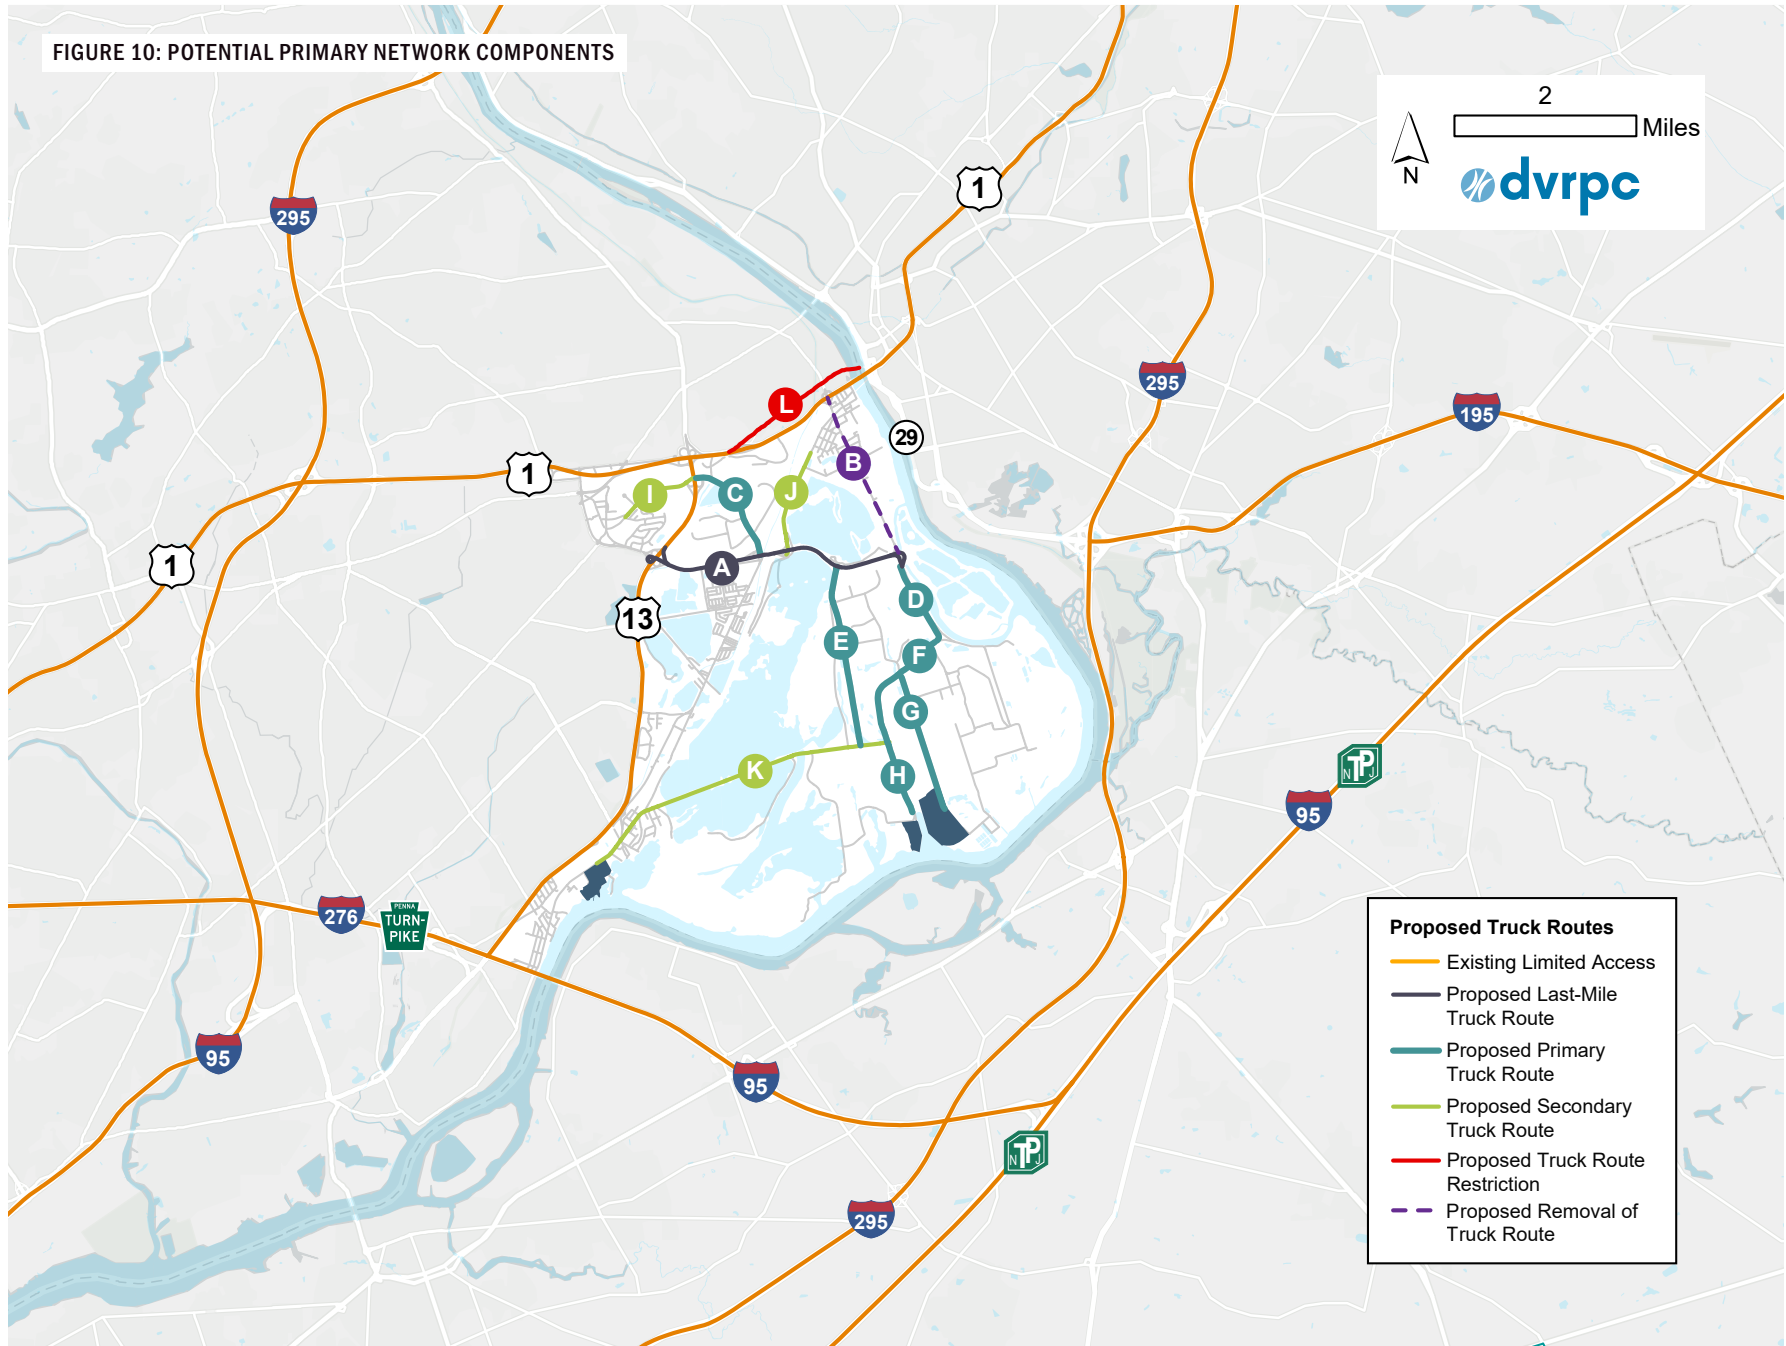 FIGURE 10: POTENTIAL PRIMARY NETWORK COMPONENTS
2
Miles
N
dvrpc
1
295
295
195
L
29
1
B
I
C
J
1
A
D
13
E
F
G
NTPJ
K
H
95
276
PENNA
TURN-
PIKE
95
95
NTPJ
295
Proposed Truck Routes
Existing Limited Access
Proposed Last-Mile
Truck Route
Proposed Primary
Truck Route
Proposed Secondary
Truck Route
Proposed Truck Route
Restriction
Proposed Removal of
Truck Route